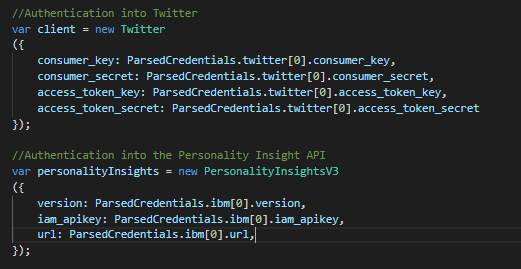 //Authentication into Twitter
var client = new Twitter
({
    consumer_key: ParsedCredentials.twitter[0].consumer_key,
    consumer_secret: ParsedCredentials.twitter[0].consumer_secret,
    access_token_key: ParsedCredentials.twitter[0].access_token_key,
    access_token_secret: ParsedCredentials.twitter[0].access_token_secret
});
//Authentication into the Personality Insight API
var personalityInsights = new PersonalityInsightsV3
({
    version: ParsedCredentials.ibm[0].version,
    iam_apikey: ParsedCredentials.ibm[0].iam_apikey,
    url: ParsedCredentials.ibm[0].url,
});